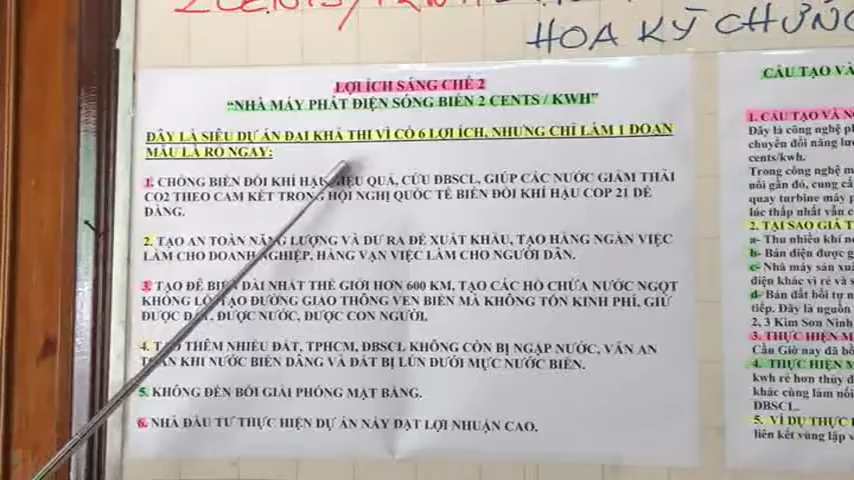 HOA KỲ CHỨNG
LỢI ÍCH SÁNG CHẾ 2
“NHÀ MÁY PHÁT ĐIỆN SÓNG BIỂN 2 CENTS / KWH”
ĐÂY LÀ SIÊU DỰ ÁN ĐẠI KHẢ THI VÌ CÓ 6 LỢI ÍCH, NHƯNG CHỈ LÀM 1 ĐOẠN
MẪU LÀ RÕ NGAY:
1. CHỐNG BIẾN ĐỔI KHÍ HẬU HIỆU QUẢ, CỨU ĐBSCL, GIÚP CÁC NƯỚC GIẢM THẢI
CO2 THEO CAM KẾT TRONG HỘI NGHỊ QUỐC TẾ BIẾN ĐỔI KHÍ HẬU COP 21 DỄ
DÀNG.
2. TẠO AN TOÀN NĂNG LƯỢNG VÀ DƯ RA ĐỂ XUẤT KHẨU, TẠO HÀNG NGÀN VIỆC
LÀM CHO DOANH NGHIỆP, HÀNG VẠN VIỆC LÀM CHO NGƯỜI DÂN.
3. TẠO ĐÊ BIỂN DÀI NHẤT THẾ GIỚI HƠN 600 KM, TẠO CÁC HỒ CHỨA NƯỚC NGỌT
KHỔNG LỒ, TẠO ĐƯỜNG GIAO THÔNG VEN BIỂN MÀ KHÔNG TỐN KINH PHÍ, GIỮ
ĐƯỢC ĐẤT, ĐƯỢC NƯỚC, ĐƯỢC CON NGƯỜI.
4. TẠO THÊM NHIỀU ĐẤT, TPHCM, ĐBSCL KHÔNG CÒN BỊ NGẬP NƯỚC, VẪN AN
TOÀN KHI NƯỚC BIỂN DÂNG VÀ ĐẤT BỊ LÚN DƯỚI MỰC NƯỚC BIỂN.
5. KHÔNG ĐỀN BỒI GIẢI PHÓNG MẶT BẰNG.
6. NHÀ ĐẦU TƯ THỰC HIỆN DỰ ÁN NÀY ĐẠT LỢI NHUẬN CAO.
CẤU TẠO VÀ
1. CẤU TẠO VÀ
Đây là công nghệ
chuyển đổi năng
cents/kwh.
Trong công nghệ
nổi gắn đó, cung
quay turbine máy
lúc thấp nhất vẫn
2. TẠI SAO GIÁ
a- Thu nhiều khí
b- Bán điện được
c- Nhà máy sản
điện khác vì rẻ và
d- Bán đất bồi tự
tiếp. Đây là nguồn
2, 3 Kim Sơn Ninh
3. THỰC HIỆN
Cần Giờ nay đã
4. THỰC HIỆN
kwh rẻ hơn thủy
khác cùng làm
ĐBSCL.
5. VÍ DỤ THỰC
liên kết vùng lập